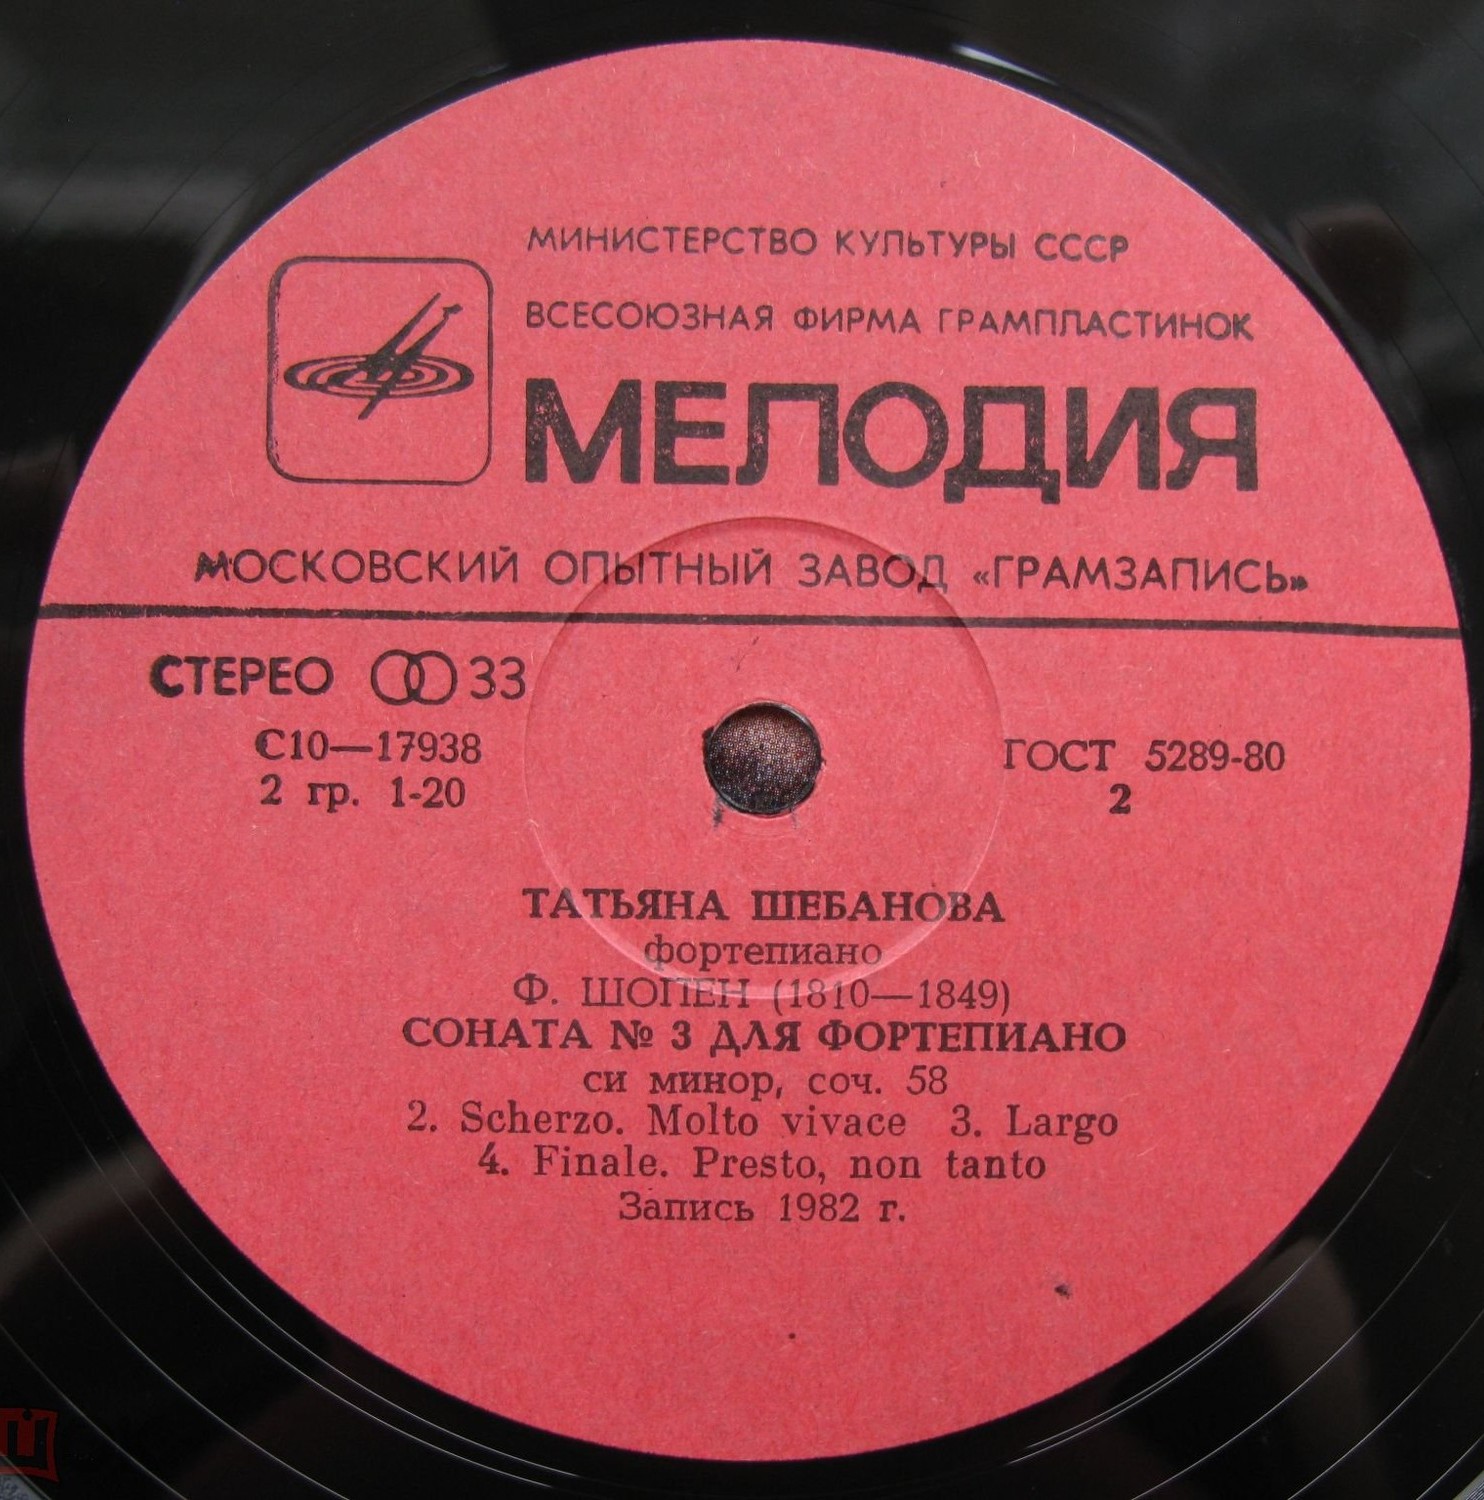 МИНИСТЕРСТВО КУЛЬТУРЫ СССР
ВСЕСОЮЗНАЯ ФИРМА ГРАМПЛАСТИНОК
МЕЛОДИЯ
МОСКОВСКИЙ ОПЫТНЫЙ ЗАВОД «ГРАМЗАПИСЬ»
СТЕРЕО 33
С10—17938
2 гр. 1-20
ГОСТ 5289-80
2
ТАТЬЯНА ШЕБАНОВА
фортепиано
Ф. ШОПЕН (1810—1849)
СОНАТА № 3 ДЛЯ ФОРТЕПИАНО
си минор, соч. 58
2. Scherzo. Molto vivace 3. Largo
4. Finale. Presto, non tanto
Запись 1982 г.